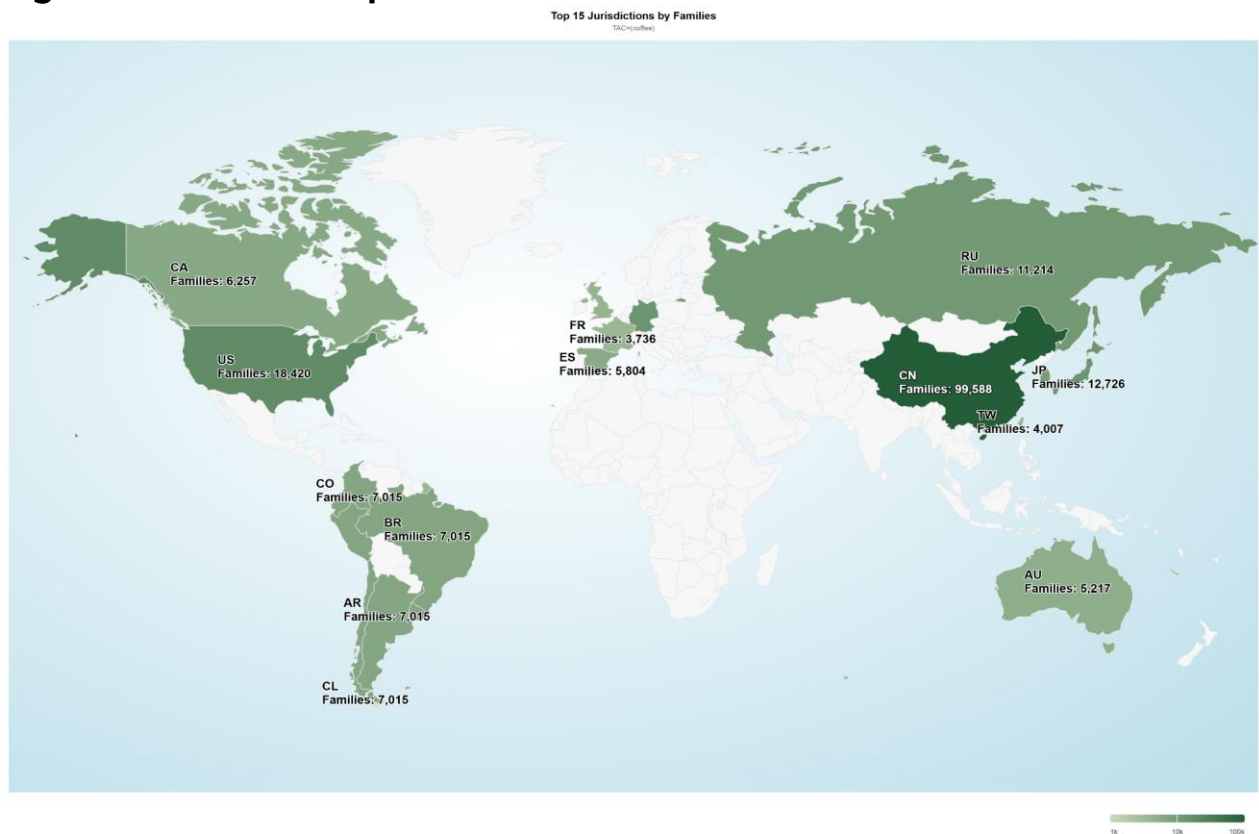 Top 15 Jurisdictions by Families
TAC=(coffee)
CA
Families: 6,257
RU
Families: 11,214
FR
Families: 3,736
US
Families: 18,420
ES
Families: 5,804
CN
Families: 99,588
JP
Families: 12,726
TW
Families: 4,007
CO
Families: 7,015
BR
Families: 7,015
AU
Families: 5,217
AR
Families: 7,015
CL
Families: 7,015
1k 10k 100k